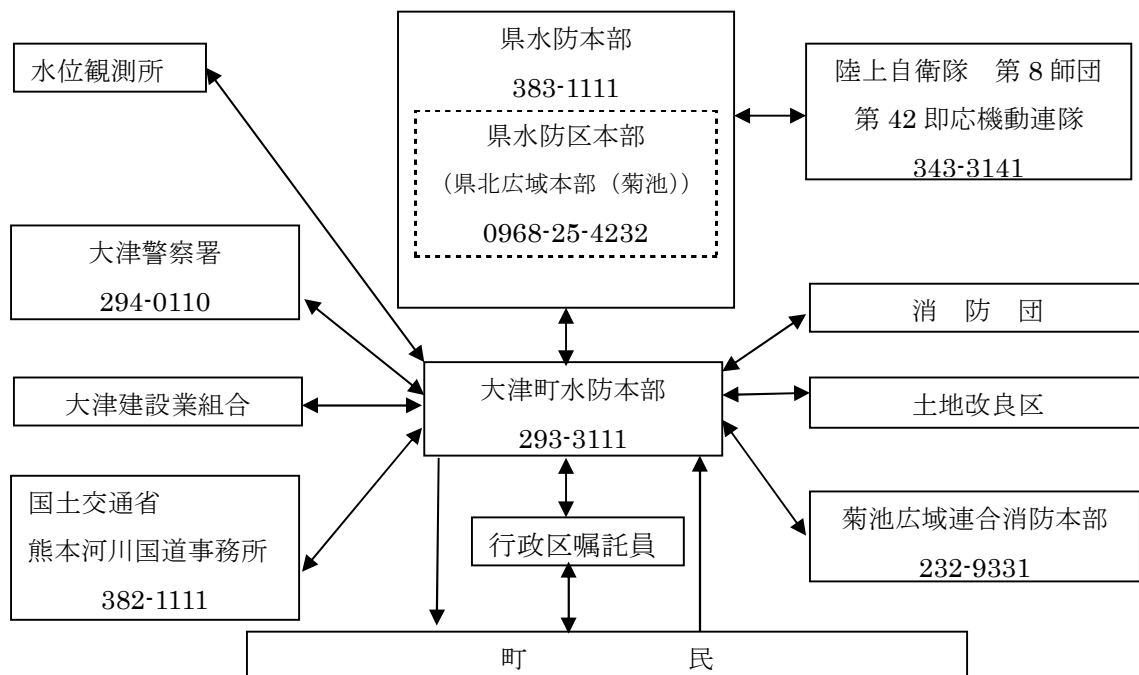 県水防本部
383-1111
県水防区本部
（県北広域本部（菊池））
0968-25-4232
水位観測所
陸上自衛隊　第 8 師団
第 42 即応機動連隊
343-3141
大津警察署
294-0110
消　防　団
大津建設業組合
大津町水防本部
293-3111
土地改良区
国土交通省
熊本河川国道事務所
382-1111
行政区嘱託員
菊池広域連合消防本部
232-9331
町　　　　　民